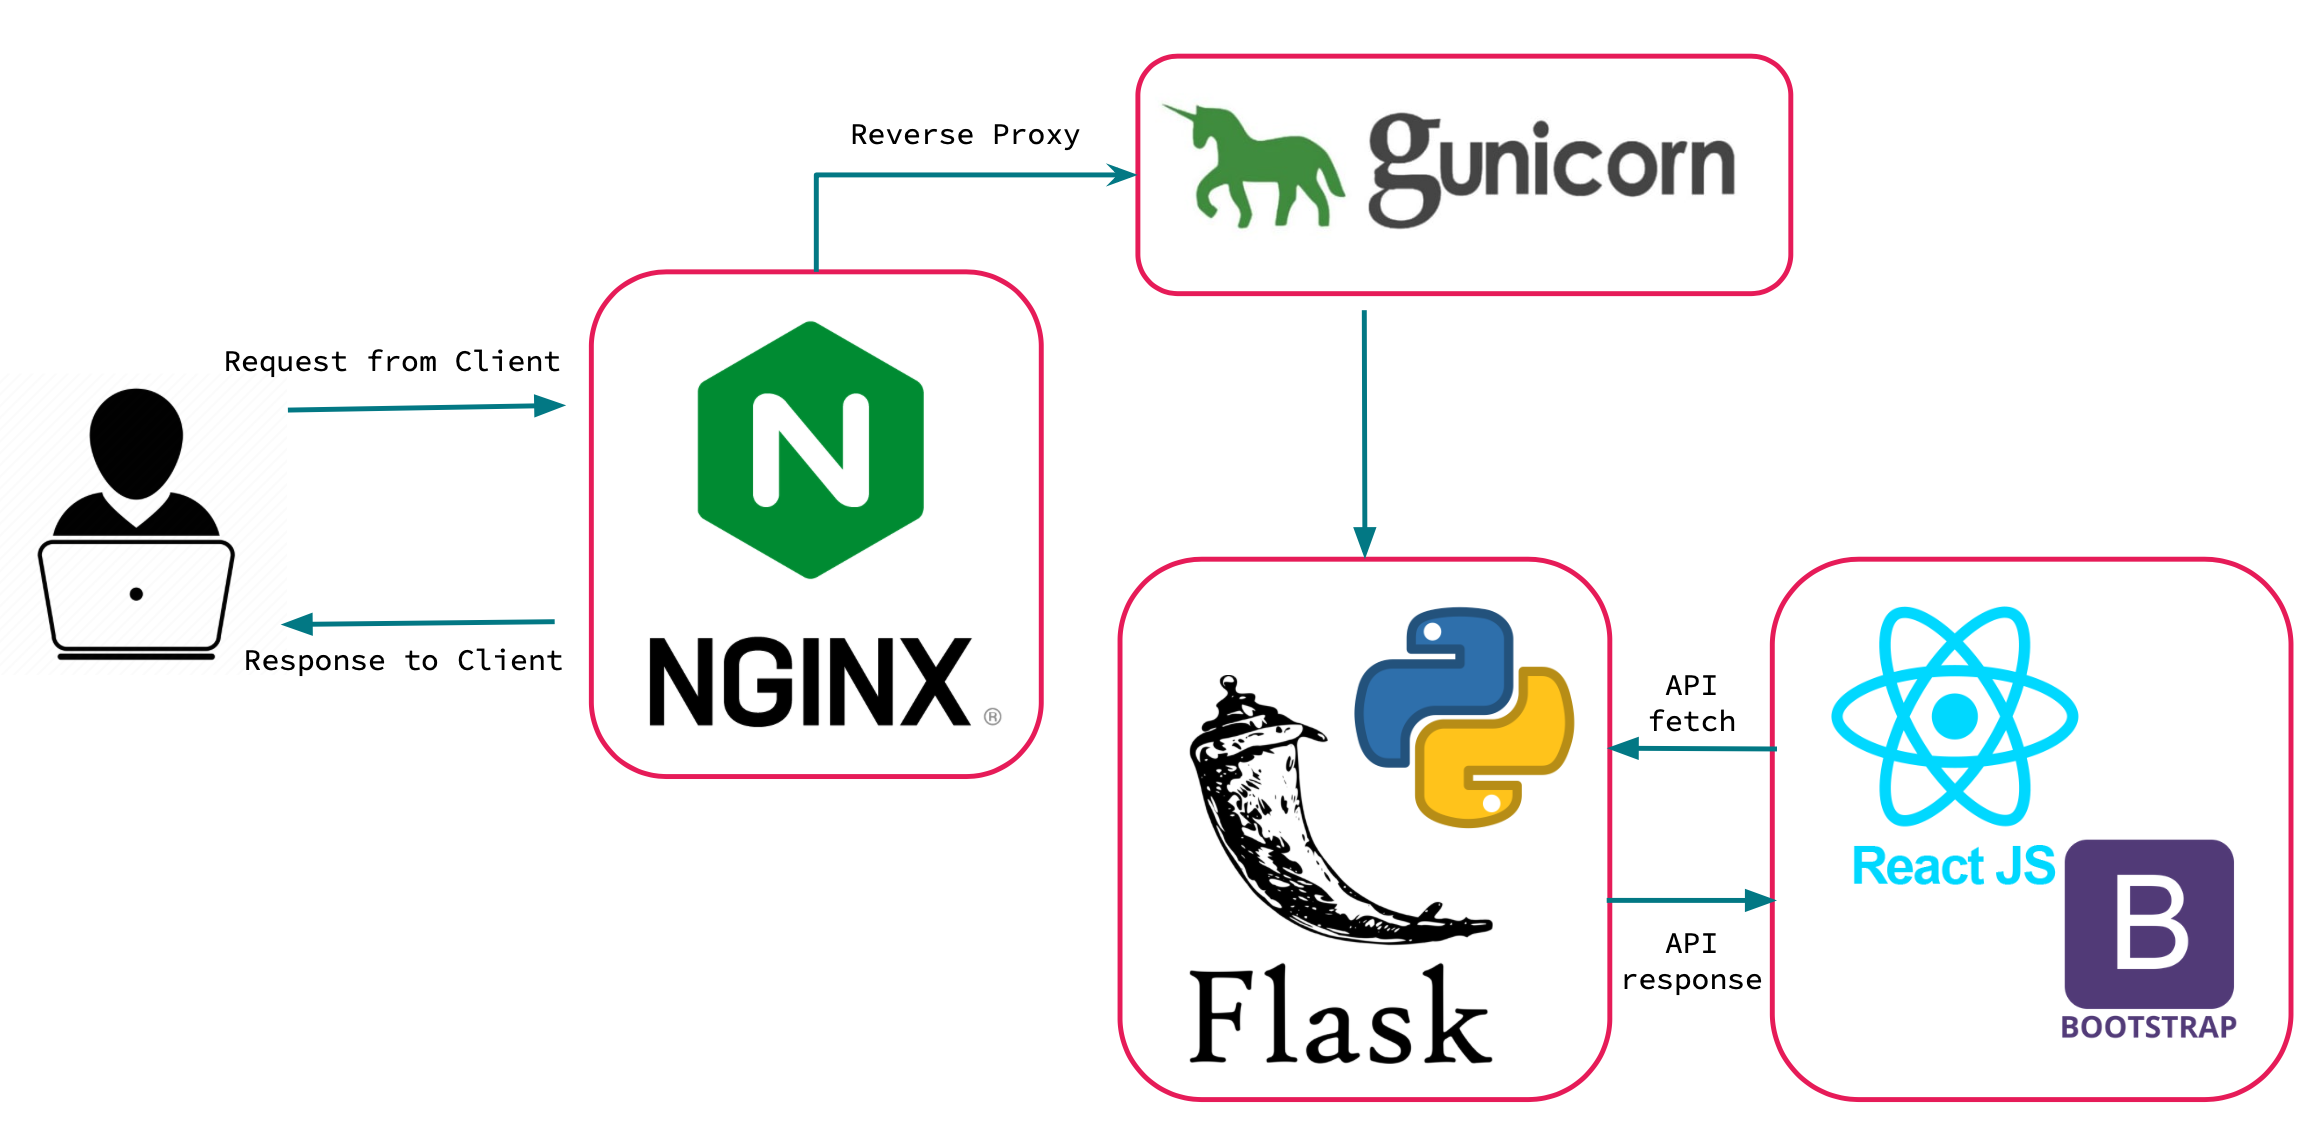 Reverse Proxy
gunicorn
Request from Client
N
NGINX ®
Response to Client
API
fetch
React JS
B
BOOTSTRAP
API
response
Flask